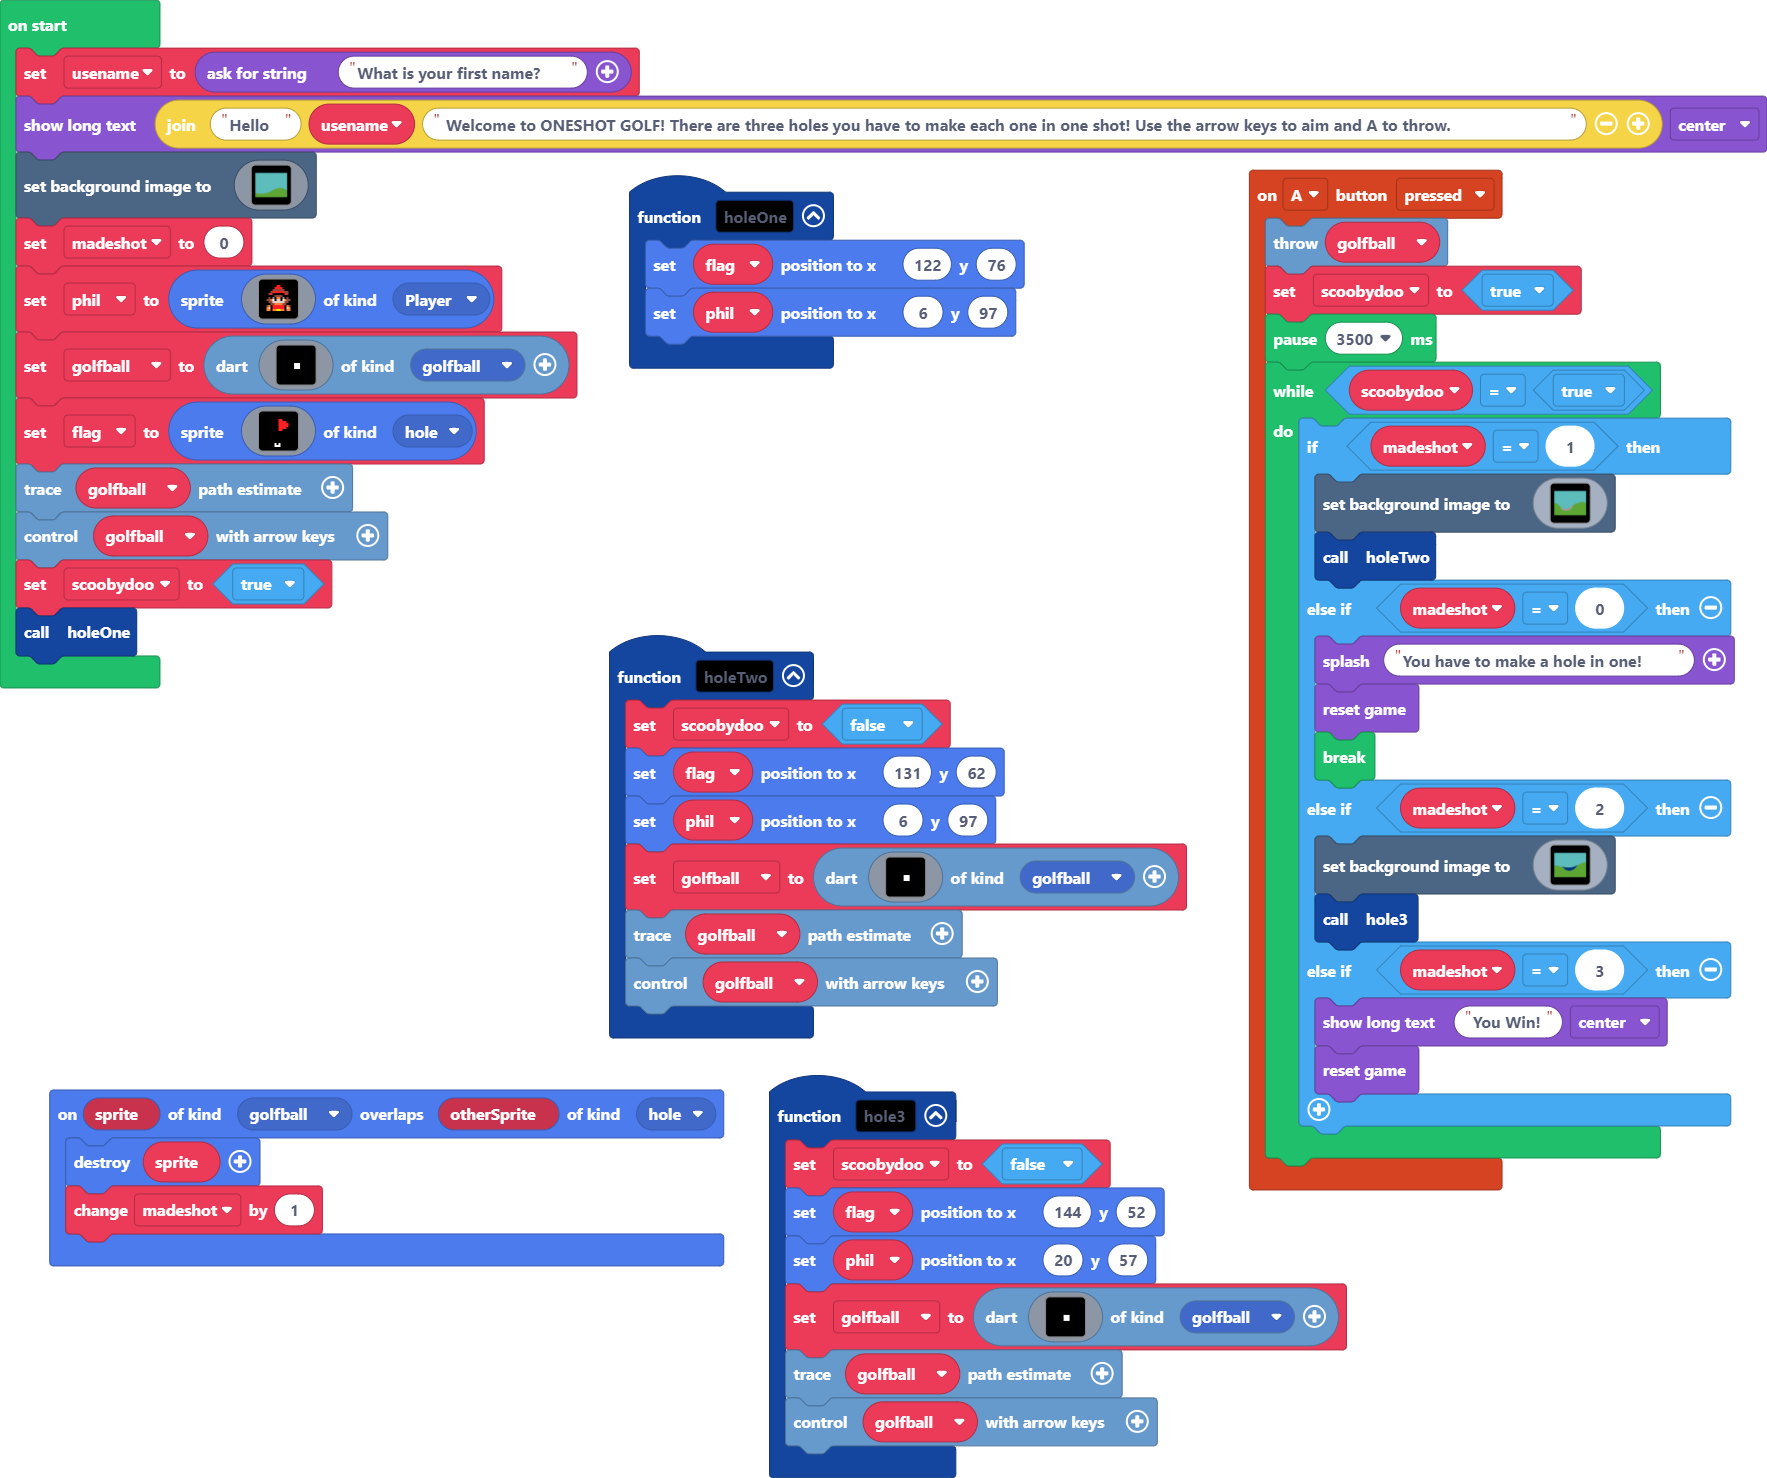 on start
set usename to ask for string "What is your first name? "
show long text join "Hello " usename " Welcome to ONESHOT GOLF! There are three holes you have to make each one in one shot! Use the arrow keys to aim and A to throw. " center
set background image to
set madeshot to 0
set phil to sprite of kind Player
set golfball to dart of kind golfball
set flag to sprite of kind hole
trace golfball path estimate
control golfball with arrow keys
set scoobydoo to true
call holeOne
function holeOne
set flag position to x 122 y 76
set phil position to x 6 y 97
function holeTwo
set scoobydoo to false
set flag position to x 131 y 62
set phil position to x 6 y 97
set golfball to dart of kind golfball
trace golfball path estimate
control golfball with arrow keys
on A button pressed
throw golfball
set scoobydoo to true
pause 3500 ms
while scoobydoo = true
do
if madeshot = 1 then
set background image to
call holeTwo
else if madeshot = 0 then
splash "You have to make a hole in one! "
reset game
break
else if madeshot = 2 then
set background image to
call hole3
else if madeshot = 3 then
show long text "You Win! " center
reset game
on sprite of kind golfball overlaps otherSprite of kind hole
destroy sprite
change madeshot by 1
function hole3
set scoobydoo to false
set flag position to x 144 y 52
set phil position to x 20 y 57
set golfball to dart of kind golfball
trace golfball path estimate
control golfball with arrow keys